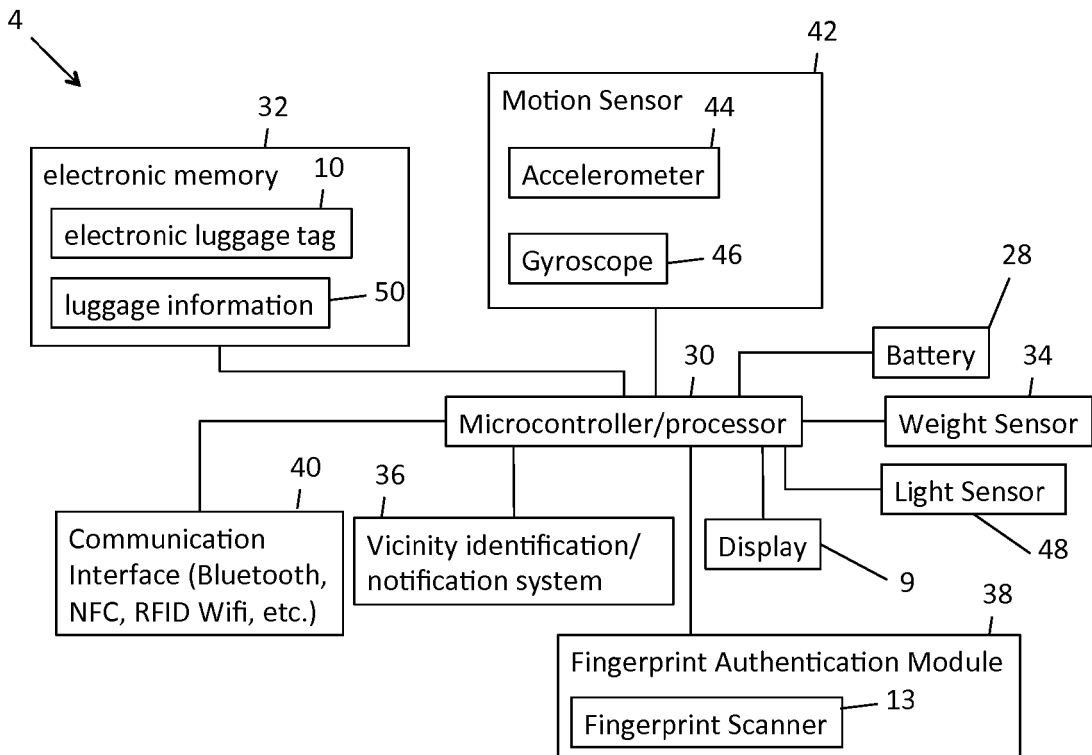 4
42
Motion Sensor
44
Accelerometer
Gyroscope
46
32
electronic memory
10
electronic luggage tag
luggage information
50
28
Battery
30
34
Microcontroller/processor
Weight Sensor
Light Sensor
48
40
Communication
Interface (Bluetooth,
NFC, RFID Wifi, etc.)
36
Vicinity identification/
notification system
Display
9
38
Fingerprint Authentication Module
Fingerprint Scanner
13